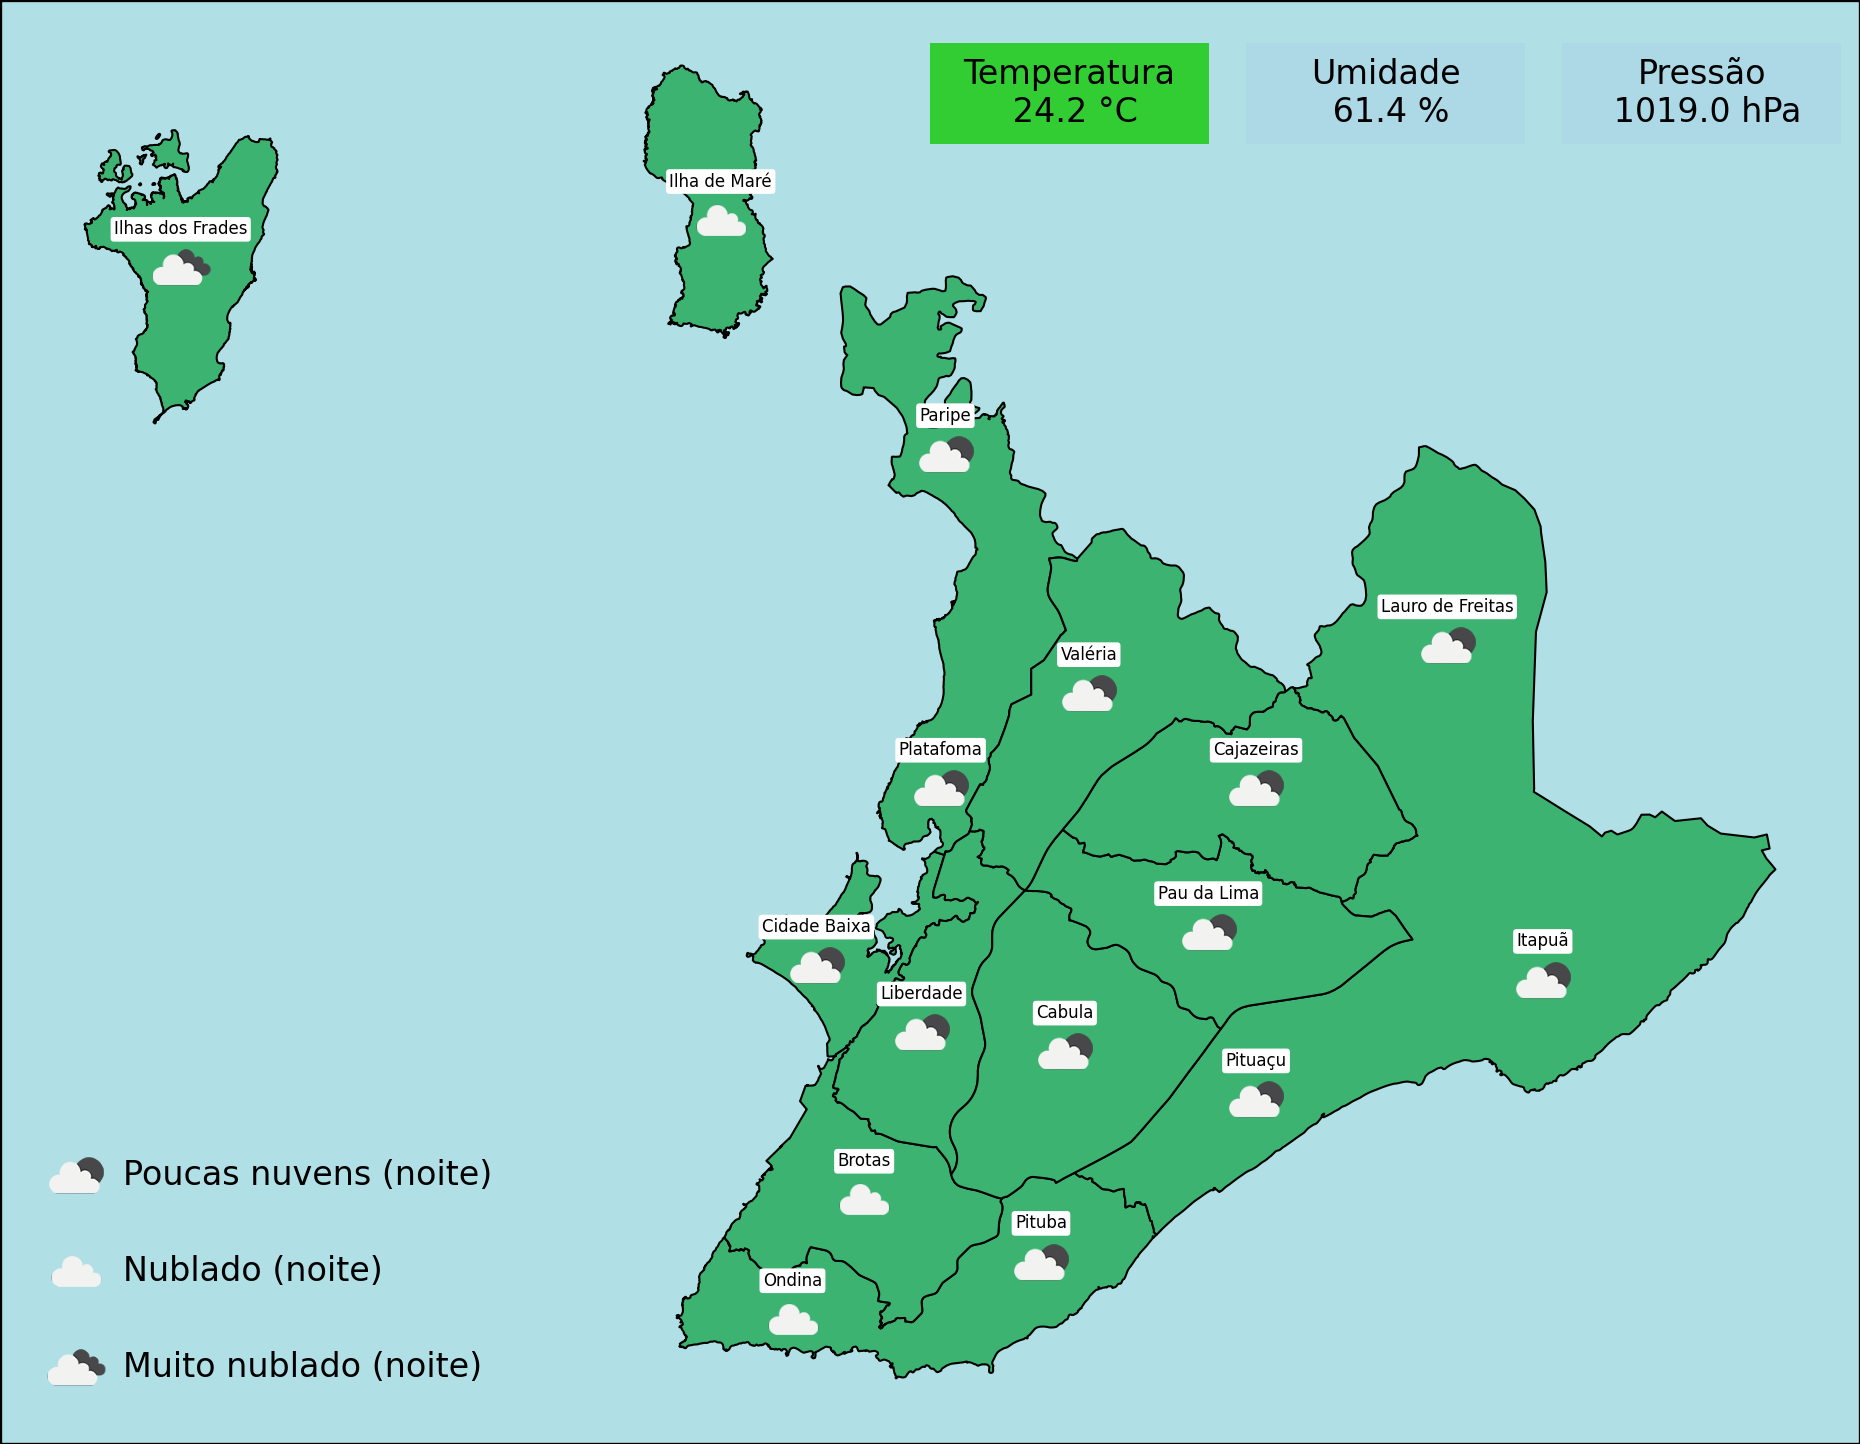 Temperatura
24.2 °C
Umidade
61.4 %
Pressão
1019.0 hPa
Ilha de Maré
Ilhas dos Frades
Paripe
Lauro de Freitas
Valéria
Platafoma
Cajazeiras
Pau da Lima
Cidade Baixa
Itapuã
Liberdade
Cabula
Pituaçu
Brotas
Pituba
Ondina
Poucas nuvens (noite)
Nublado (noite)
Muito nublado (noite)